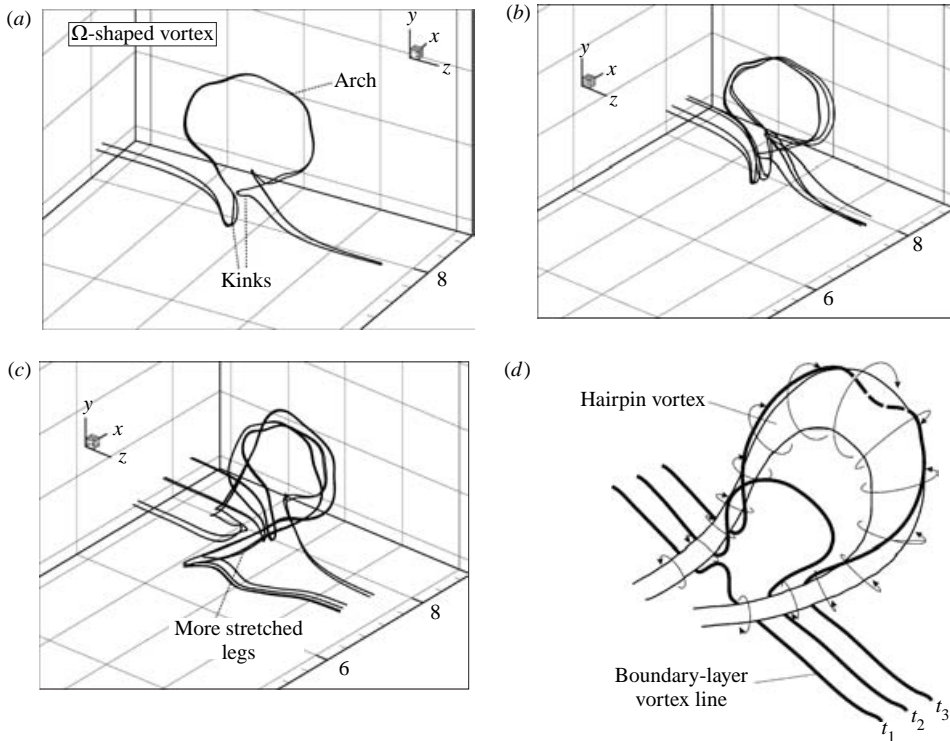 (a)
Ω-shaped vortex
y
x
z
Arch
Kinks
8
(b)
y
x
z
8
6
(c)
y
x
z
8
More stretched
legs
6
(d)
Hairpin vortex
Boundary-layer
vortex line
t1
t2
t3